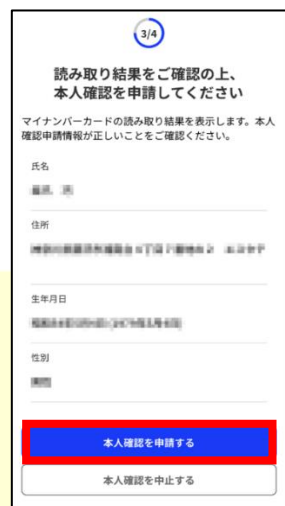 3/4
読み取り結果をご確認の上、
本人確認を申請してください
マイナンバーカードの読み取り結果を表示します。本人
確認申請情報が正しいことをご確認ください。
氏名
住所
生年月日
性別
本人確認を申請する
本人確認を中止する